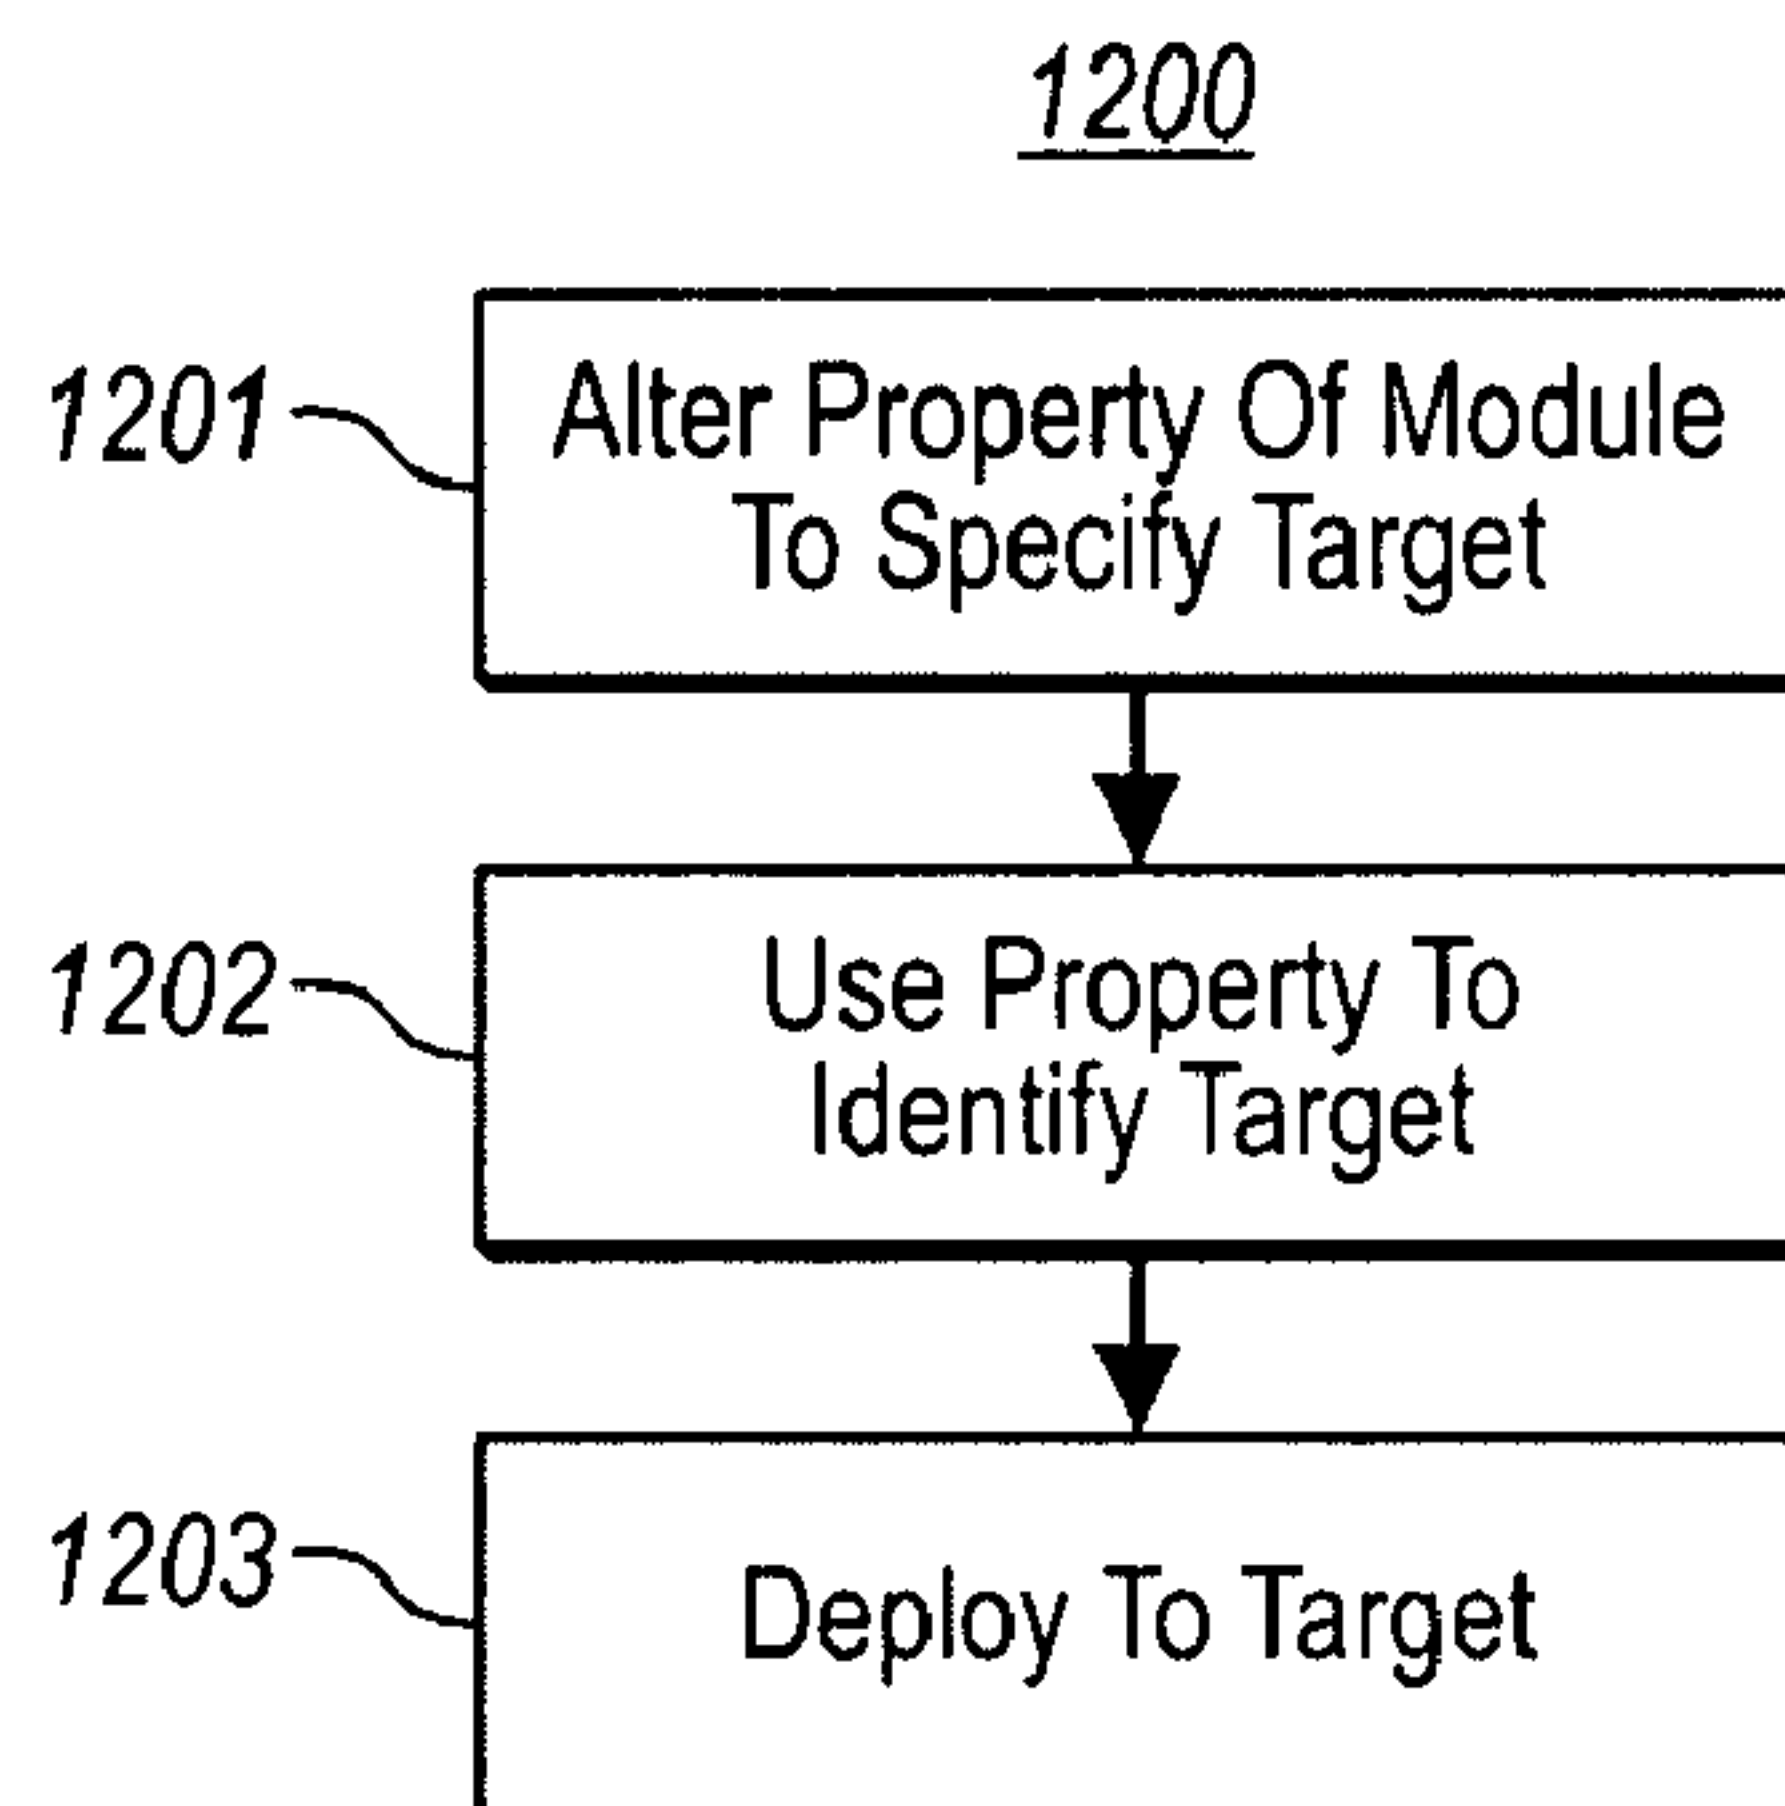 1200
1201
Alter Property Of Module
To Specify Target
1202
Use Property To
Identify Target
1203
Deploy To Target